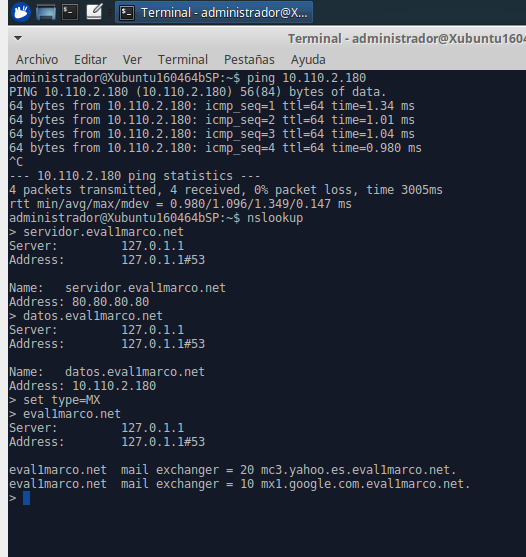 Terminal - administrador@X...
Terminal - administrador@Xubuntu1604
Archivo Editar Ver Terminal Pestañas Ayuda
administrador@Xubuntu160464bSP:~$ ping 10.110.2.180
PING 10.110.2.180 (10.110.2.180) 56(84) bytes of data.
64 bytes from 10.110.2.180: icmp_seq=1 ttl=64 time=1.34 ms
64 bytes from 10.110.2.180: icmp_seq=2 ttl=64 time=1.01 ms
64 bytes from 10.110.2.180: icmp_seq=3 ttl=64 time=1.04 ms
64 bytes from 10.110.2.180: icmp_seq=4 ttl=64 time=0.980 ms
^C
--- 10.110.2.180 ping statistics ---
4 packets transmitted, 4 received, 0% packet loss, time 3005ms
rtt min/avg/max/mdev = 0.980/1.096/1.349/0.147 ms
administrador@Xubuntu160464bSP:~$ nslookup
> servidor.eval1marco.net
Server: 127.0.1.1
Address: 127.0.1.1#53
Name: servidor.eval1marco.net
Address: 80.80.80.80
> datos.eval1marco.net
Server: 127.0.1.1
Address: 127.0.1.1#53
Name: datos.eval1marco.net
Address: 10.110.2.180
> set type=MX
> eval1marco.net
Server: 127.0.1.1
Address: 127.0.1.1#53
eval1marco.net mail exchanger = 20 mc3.yahoo.es.eval1marco.net.
eval1marco.net mail exchanger = 10 mx1.google.com.eval1marco.net.
>